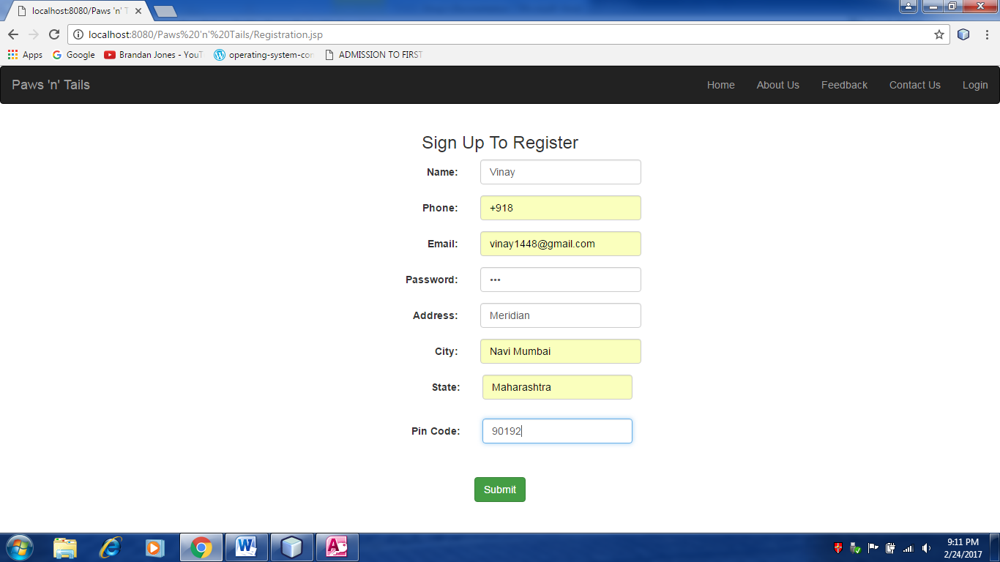 localhost:8080/Paws 'n' T
localhost:8080/Paws%20'n'%20Tails/Registration.jsp
Apps Google Brandan Jones - YouT operating-system-con ADMISSION TO FIRST
Paws 'n' Tails Home About Us Feedback Contact Us Login
Sign Up To Register
Name: Vinay
Phone: +918
Email: vinay1448@gmail.com
Password: •••
Address: Meridian
City: Navi Mumbai
State: Maharashtra
Pin Code: 90192
Submit
9:11 PM
2/24/2017